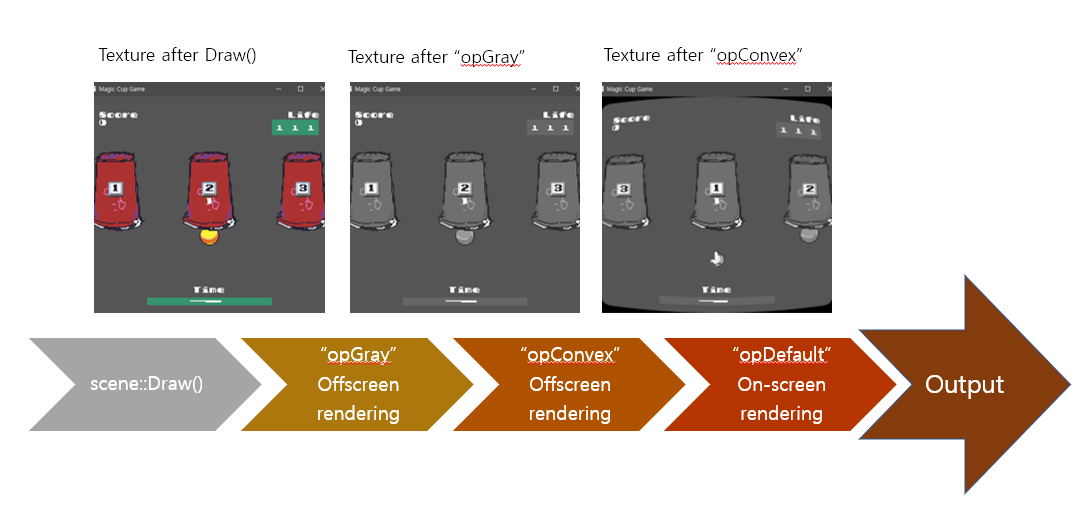 Texture after Draw()
Texture after “opGray”
Texture after “opConvex”
Magic Cup Game
Score
0
Life
1 1 1
1
2
3
Time
Magic Cup Game
Score
0
Life
1 1 1
1
2
3
Time
Magic Cup Game
Score
0
Life
1 1 1
3
1
2
Time
scene::Draw()
“opGray”
Offscreen
rendering
“opConvex”
Offscreen
rendering
“opDefault“
On-screen
rendering
Output